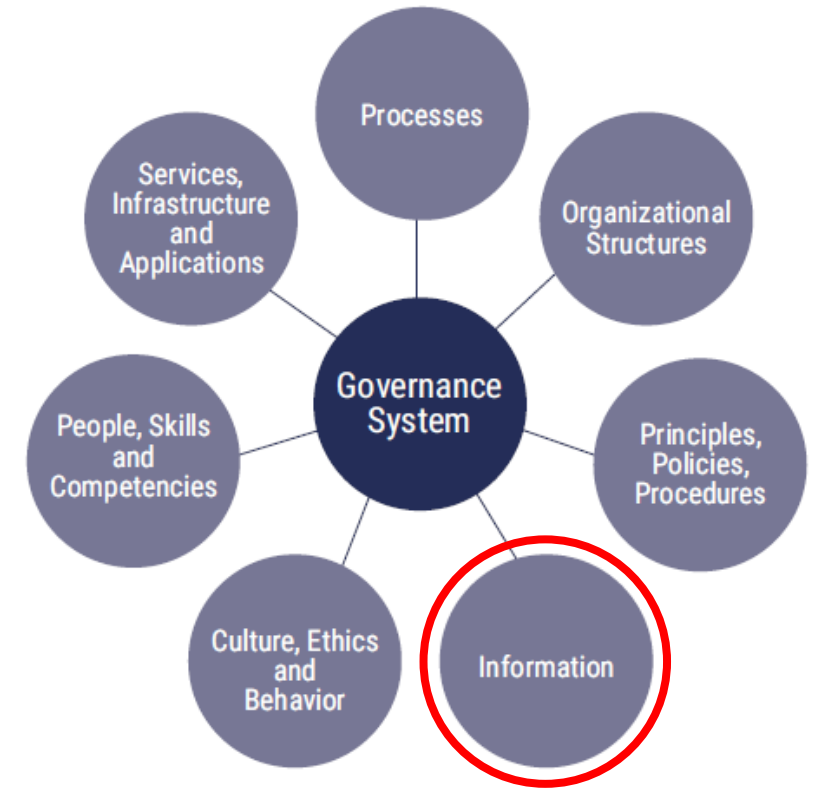 Processes
Services,
Infrastructure
and
Applications
Organizational
Structures
Governance
System
People, Skills
and
Competencies
Principles,
Policies,
Procedures
Culture, Ethics
and
Behavior
Information